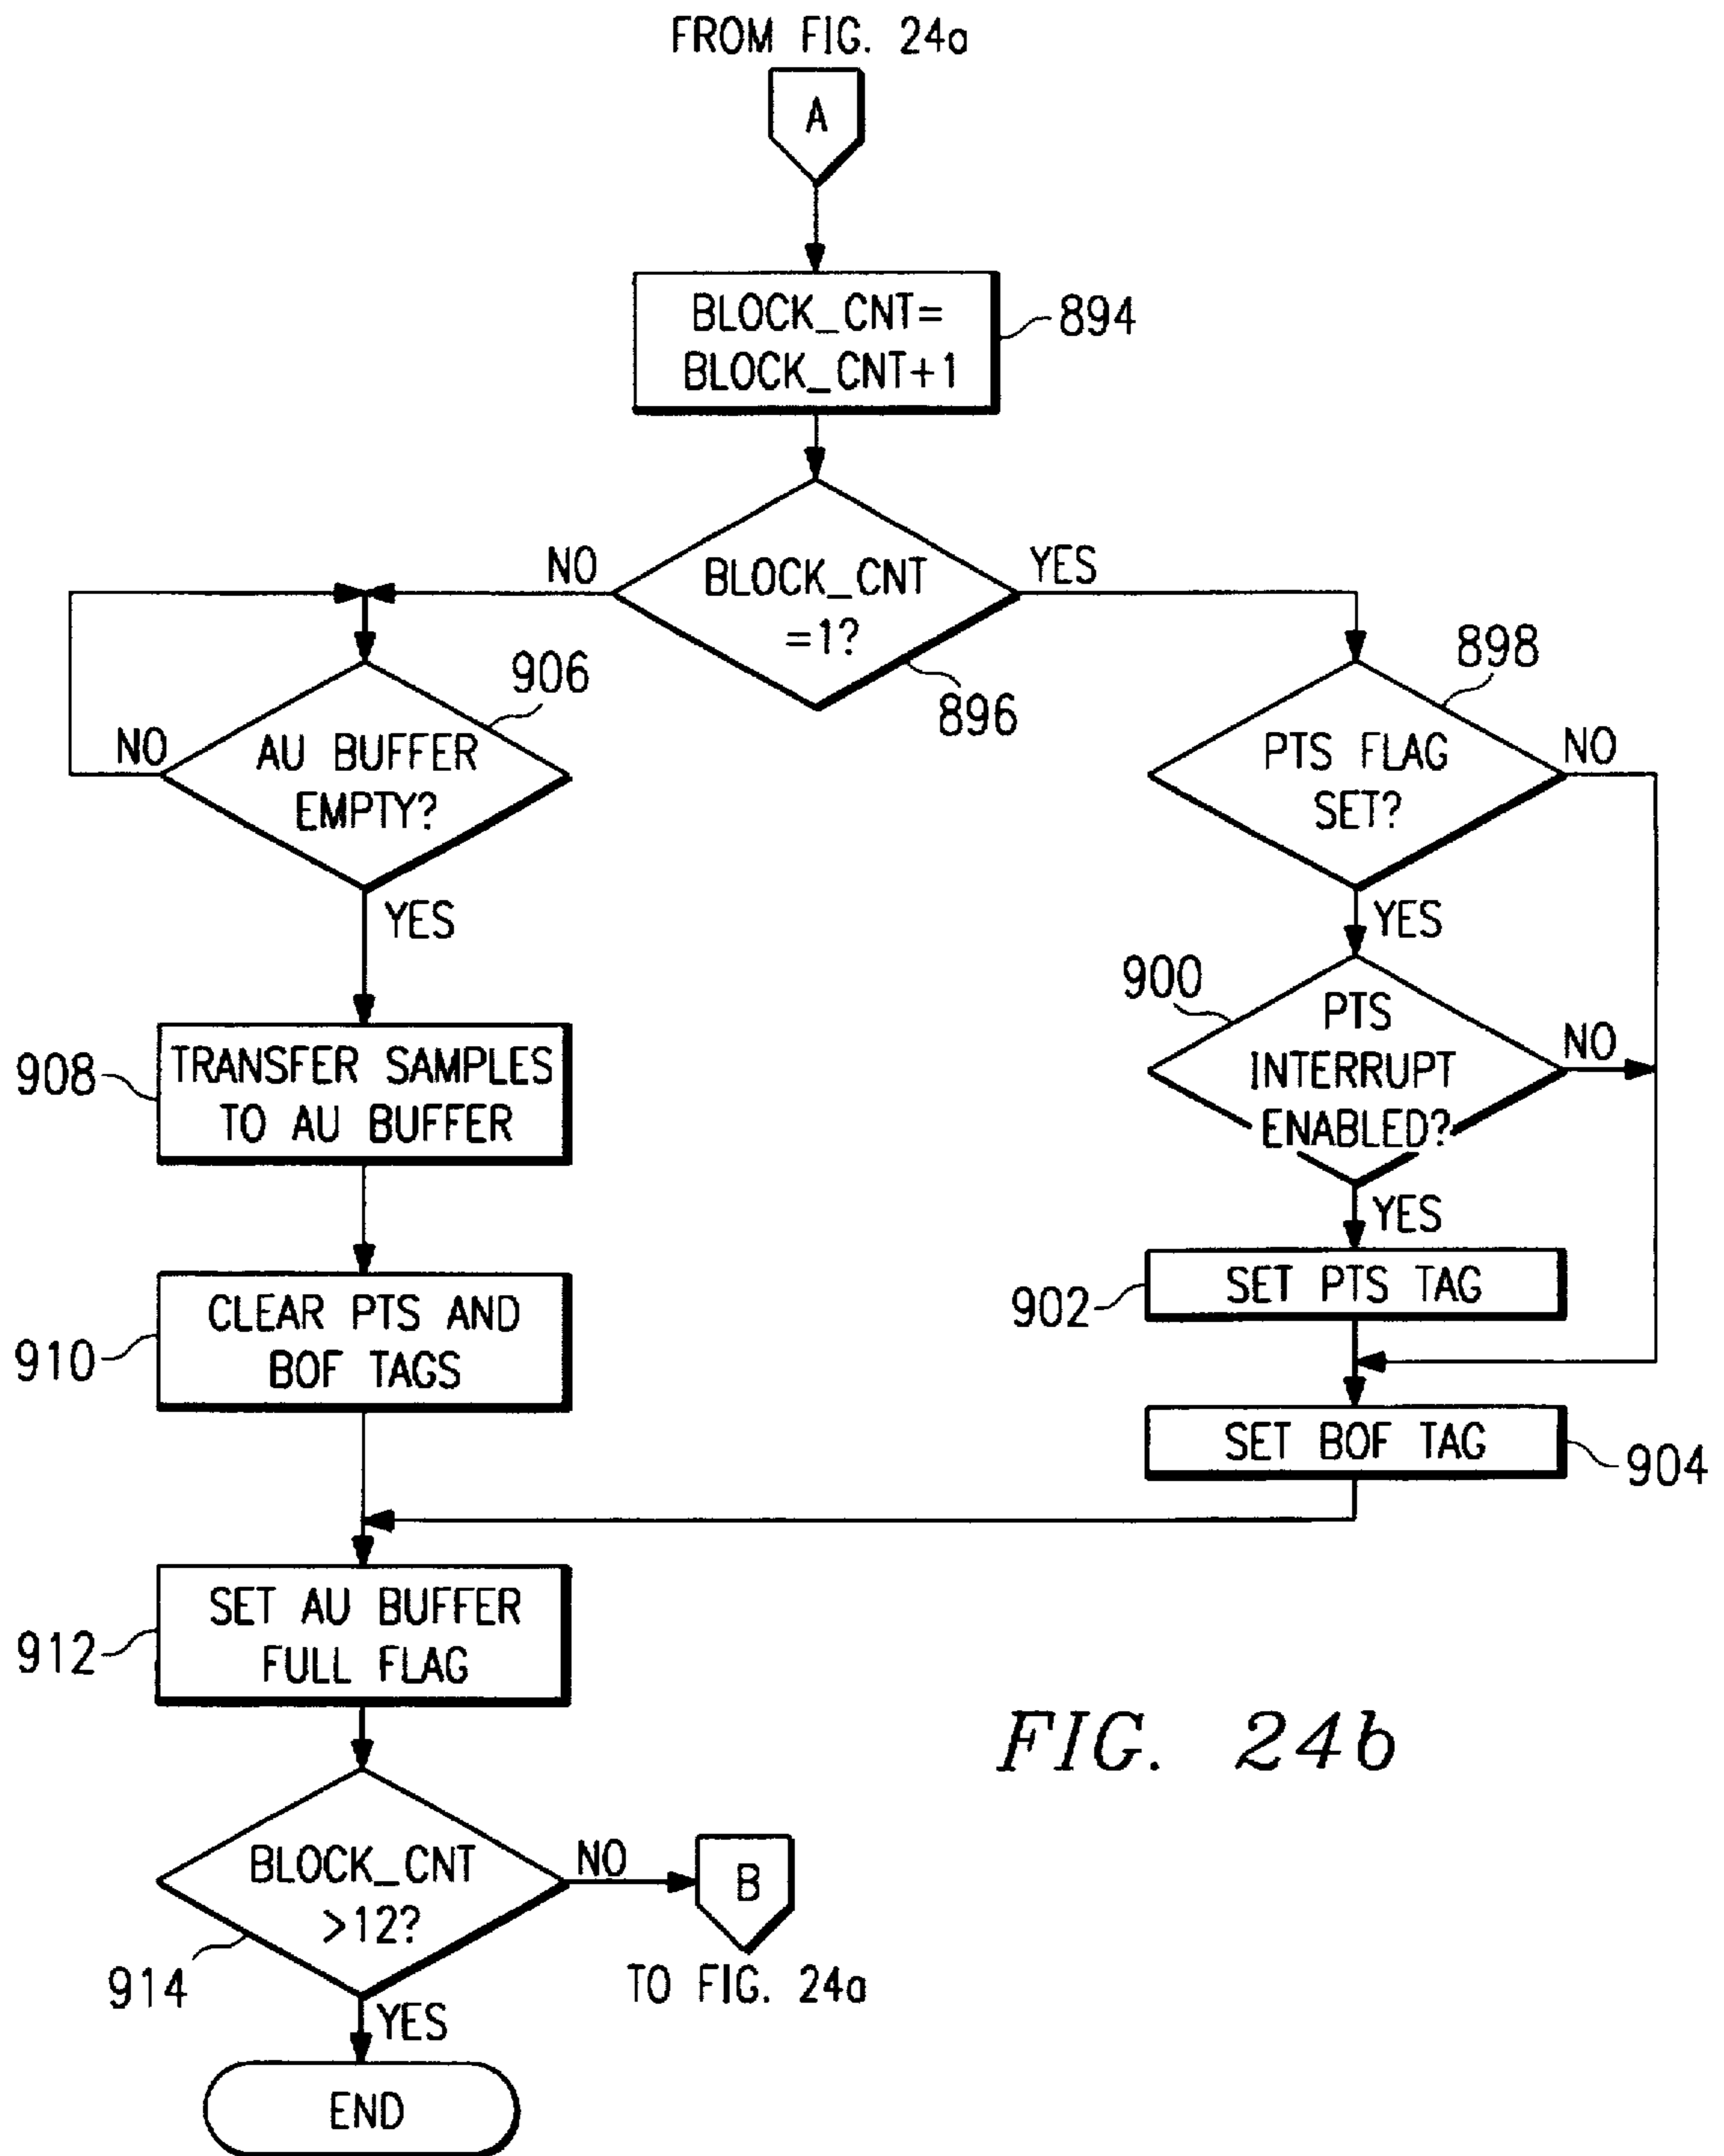 FROM FIG. 24a
A
BLOCK_CNT=
BLOCK_CNT+1
894
BLOCK_CNT
=1?
896
NO
YES
906
AU BUFFER
EMPTY?
NO
YES
898
PTS FLAG
SET?
NO
YES
900
PTS
INTERRUPT
ENABLED?
NO
YES
908
TRANSFER SAMPLES
TO AU BUFFER
902
SET PTS TAG
910
CLEAR PTS AND
BOF TAGS
SET BOF TAG
904
912
SET AU BUFFER
FULL FLAG
FIG. 24b
BLOCK_CNT
>12?
914
NO
B
TO FIG. 24a
YES
END